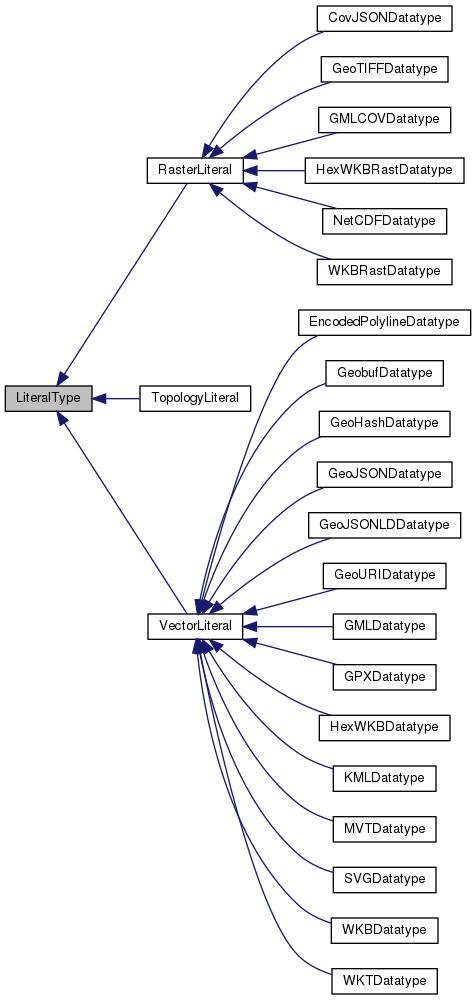 CovJSONDatatype
GeoTIFFDatatype
GMLCOVDatatype
RasterLiteral
HexWKBRastDatatype
NetCDFDatatype
WKBRastDatatype
EncodedPolylineDatatype
GeobufDatatype
LiteralType
TopologyLiteral
GeoHashDatatype
GeoJSONDatatype
GeoJSONLDDatatype
GeoURIDatatype
VectorLiteral
GMLDatatype
GPXDatatype
HexWKBDatatype
KMLDatatype
MVTDatatype
SVGDatatype
WKBDatatype
WKTDatatype